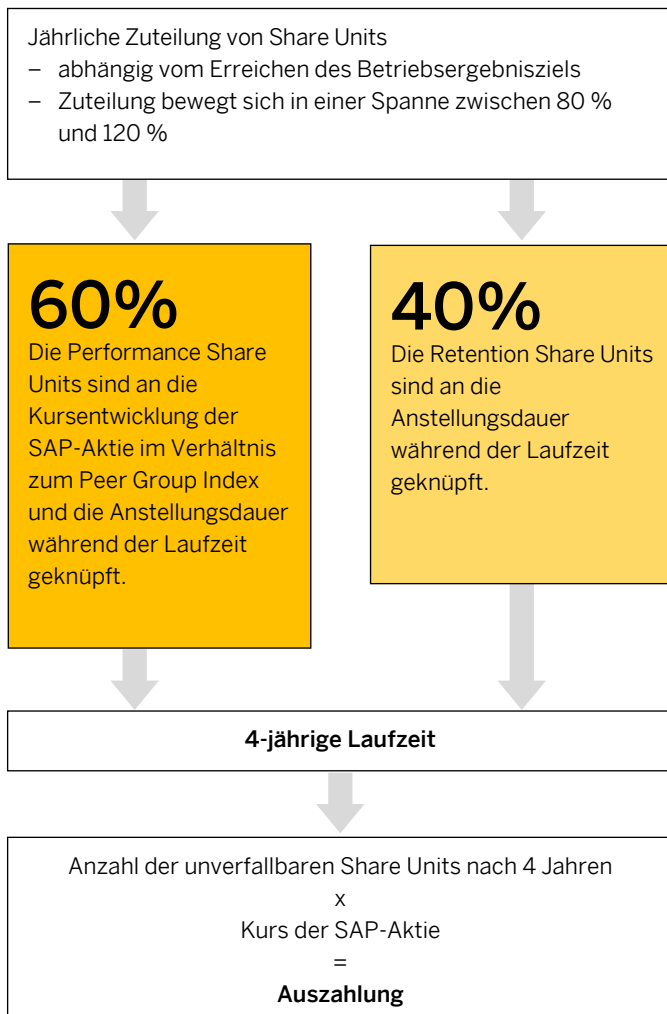 Jährliche Zuteilung von Share Units
– abhängig vom Erreichen des Betriebsergebnisziels
– Zuteilung bewegt sich in einer Spanne zwischen 80 %
und 120 %
60%
Die Performance Share
Units sind an die
Kursentwicklung der
SAP-Aktie im Verhältnis
zum Peer Group Index
und die Anstellungsdauer
während der Laufzeit
geknüpft.
40%
Die Retention Share Units
sind an die
Anstellungsdauer
während der Laufzeit
geknüpft.
4-jährige Laufzeit
Anzahl der unverfallbaren Share Units nach 4 Jahren
x
Kurs der SAP-Aktie
=
Auszahlung